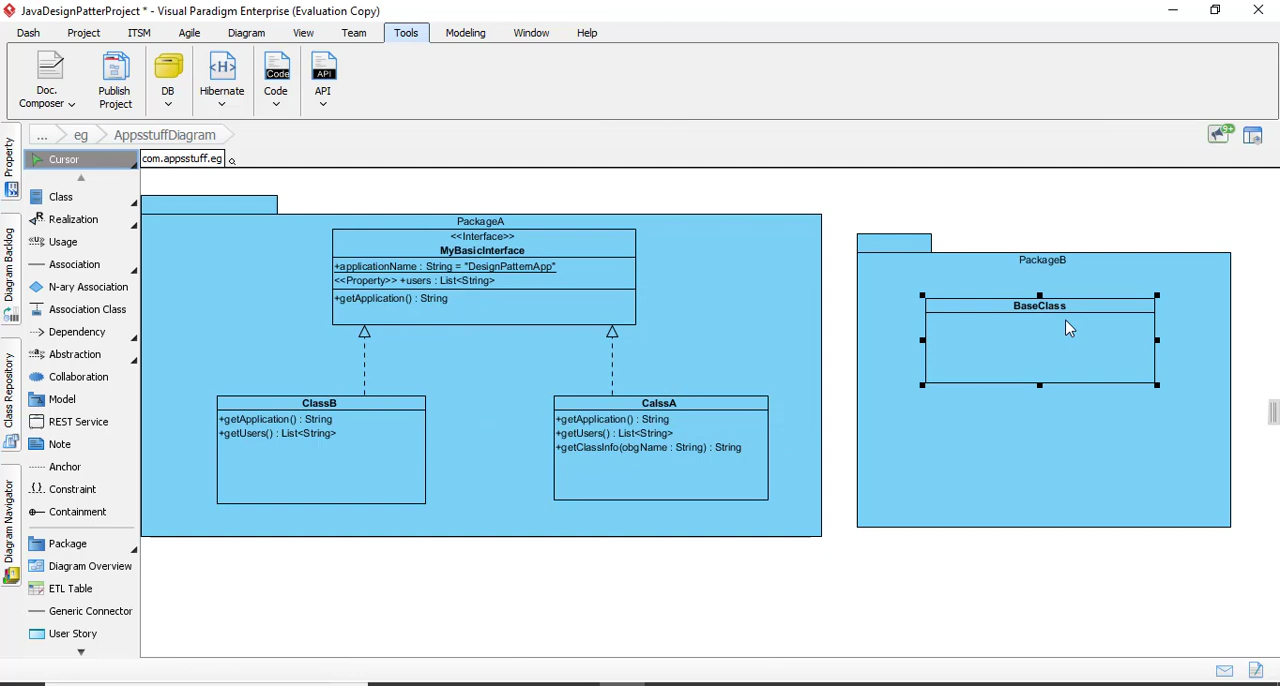 JavaDesignPatterProject * - Visual Paradigm Enterprise (Evaluation Copy)
Dash Project ITSM Agile Diagram View Team Tools Modeling Window Help
Doc. Composer
Publish Project
DB
Hibernate
Code
Code
API
API
... eg AppsstuffDiagram
9+
Property
Diagram Backlog
Class Repository
Diagram Navigator
Cursor
Class
Realization
Usage
Association
N-ary Association
Association Class
Dependency
Abstraction
Collaboration
Model
REST Service
Note
Anchor
Constraint
Containment
Package
Diagram Overview
ETL Table
Generic Connector
User Story
com.appsstuff.eg
PackageA
<<Interface>>
MyBasicInterface
+applicationName : String = "DesignPatternApp"
<<Property>> +users : List<String>
+getApplication() : String
ClassB
+getApplication() : String
+getUsers() : List<String>
CalssA
+getApplication() : String
+getUsers() : List<String>
+getClassInfo(obgName : String) : String
PackageB
BaseClass